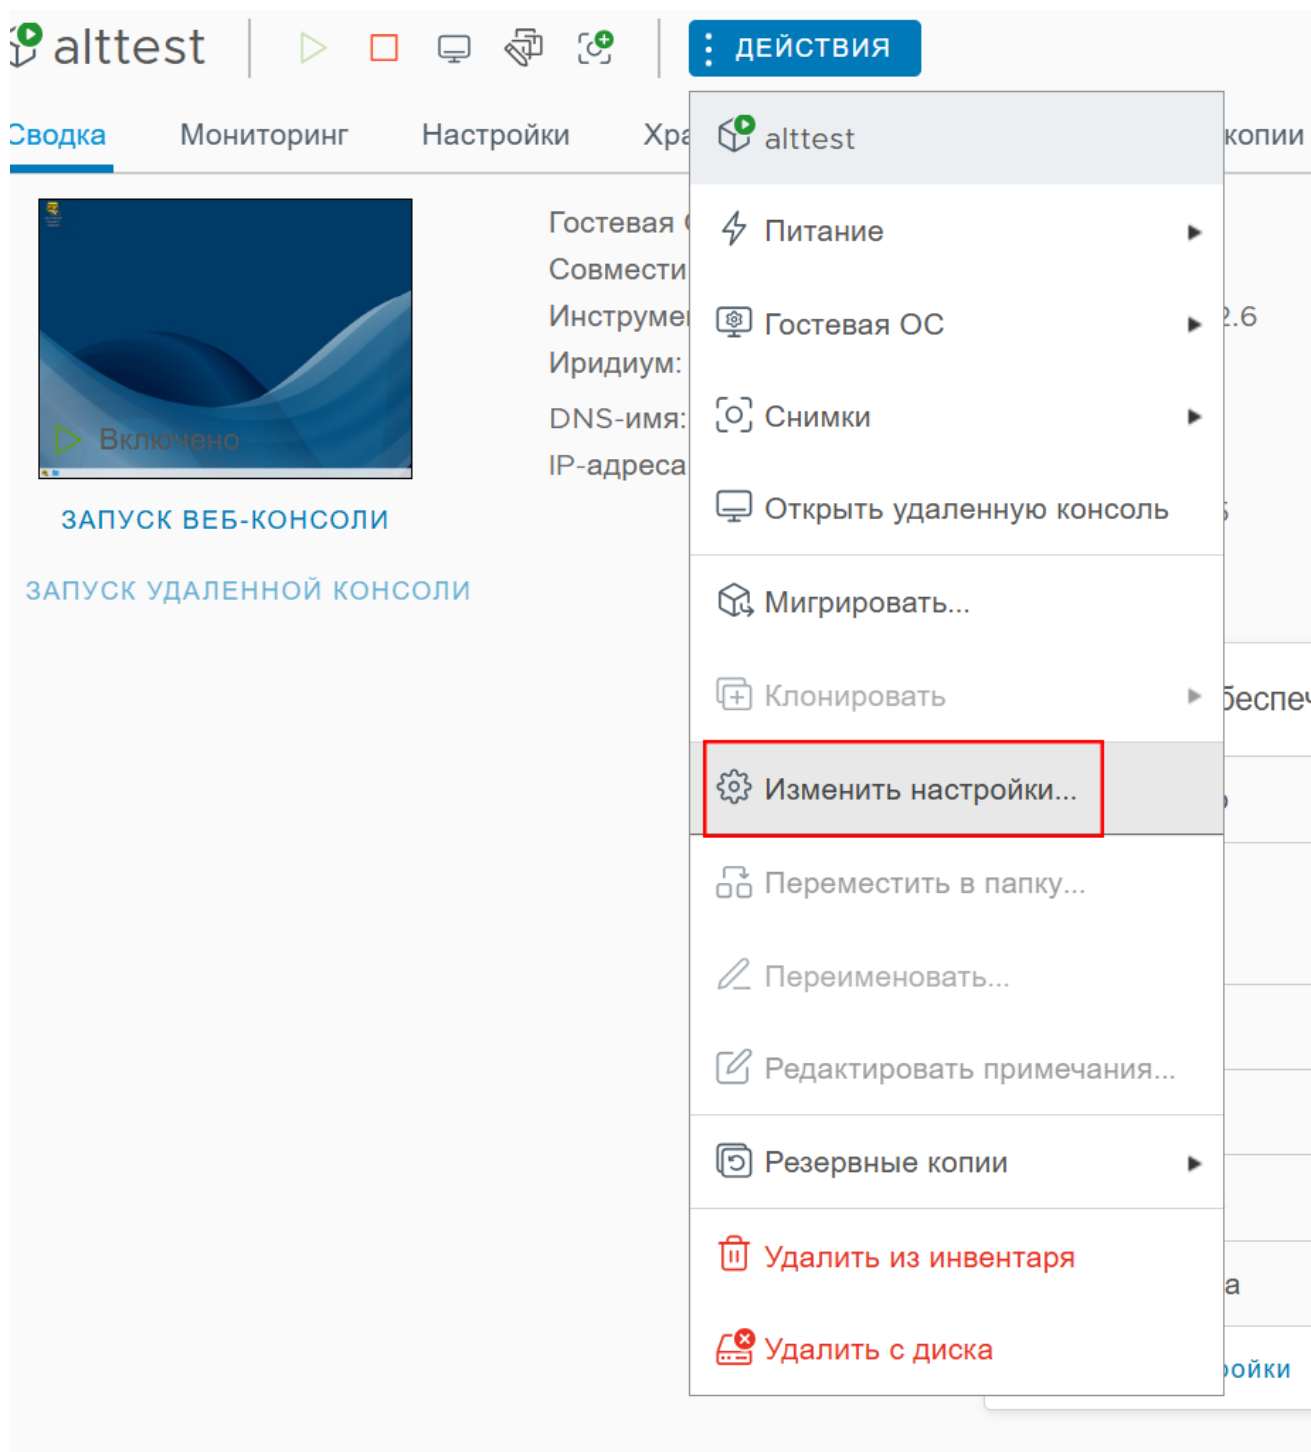 alttest
ДЕЙСТВИЯ
Сводка Мониторинг Настройки Хра
копии
alttest
Гостевая
Совмести
Инструме
2.6
Иридиум:
DNS-имя:
IP-адреса
Включено
ЗАПУСК ВЕБ-КОНСОЛИ
ЗАПУСК УДАЛЕННОЙ КОНСОЛИ
Питание
Гостевая ОС
Снимки
Открыть удаленную консоль
Мигрировать...
Клонировать
беспеч
Изменить настройки...
Переместить в папку...
Переименовать...
Редактировать примечания...
Резервные копии
Удалить из инвентаря
а
Удалить с диска
ойки